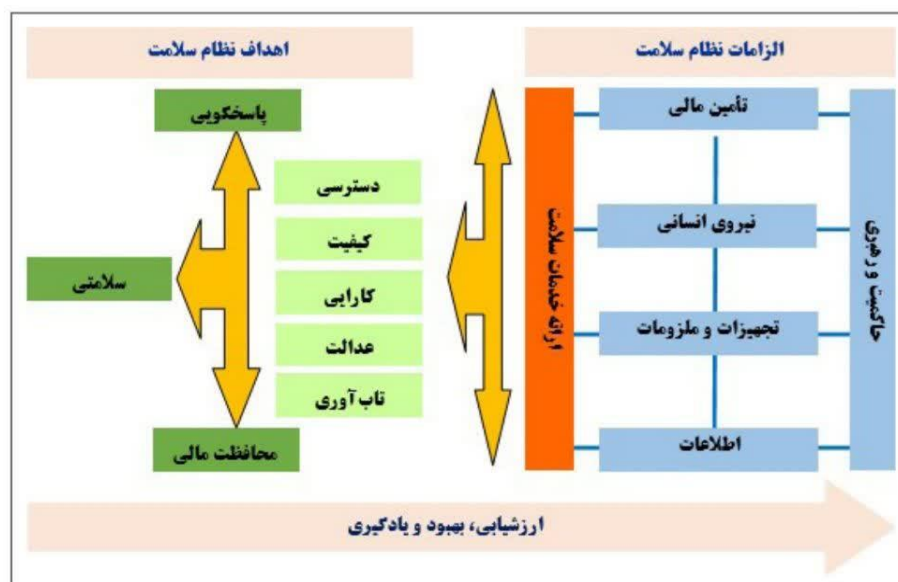 الزامات نظام سلامت
اهداف نظام سلامت
حاکمیت و رهبری
تأمین مالی
نیروی انسانی
تجهیزات و ملزومات
اطلاعات
ارائه خدمات سلامت
دسترسی
کیفیت
کارایی
عدالت
تاب‌آوری
پاسخکویی
سلامتی
محافظت مالی
ارزشیابی، بهبود و یادگیری